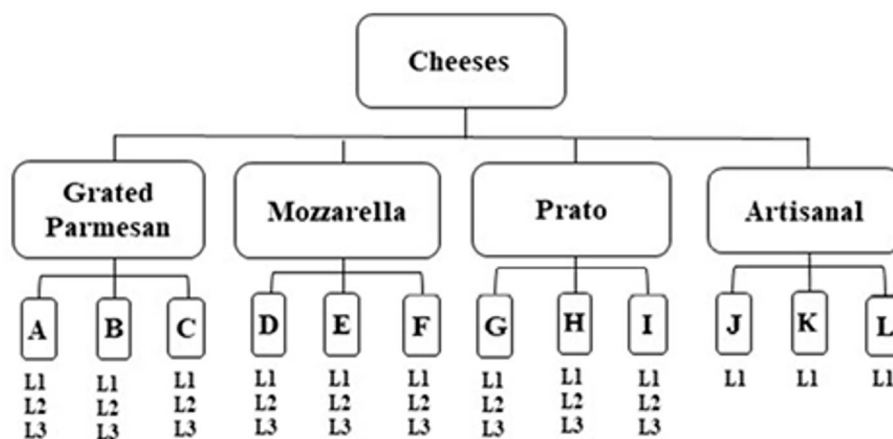 Cheeses
Grated
Parmesan
Mozzarella
Prato
Artisanal
A B C D E F G H I J K L
L1 L1 L1 L1 L1 L1 L1 L1 L1 L1 L1 L1
L2 L2 L2 L2 L2 L2 L2 L2 L2
L3 L3 L3 L3 L3 L3 L3 L3 L3